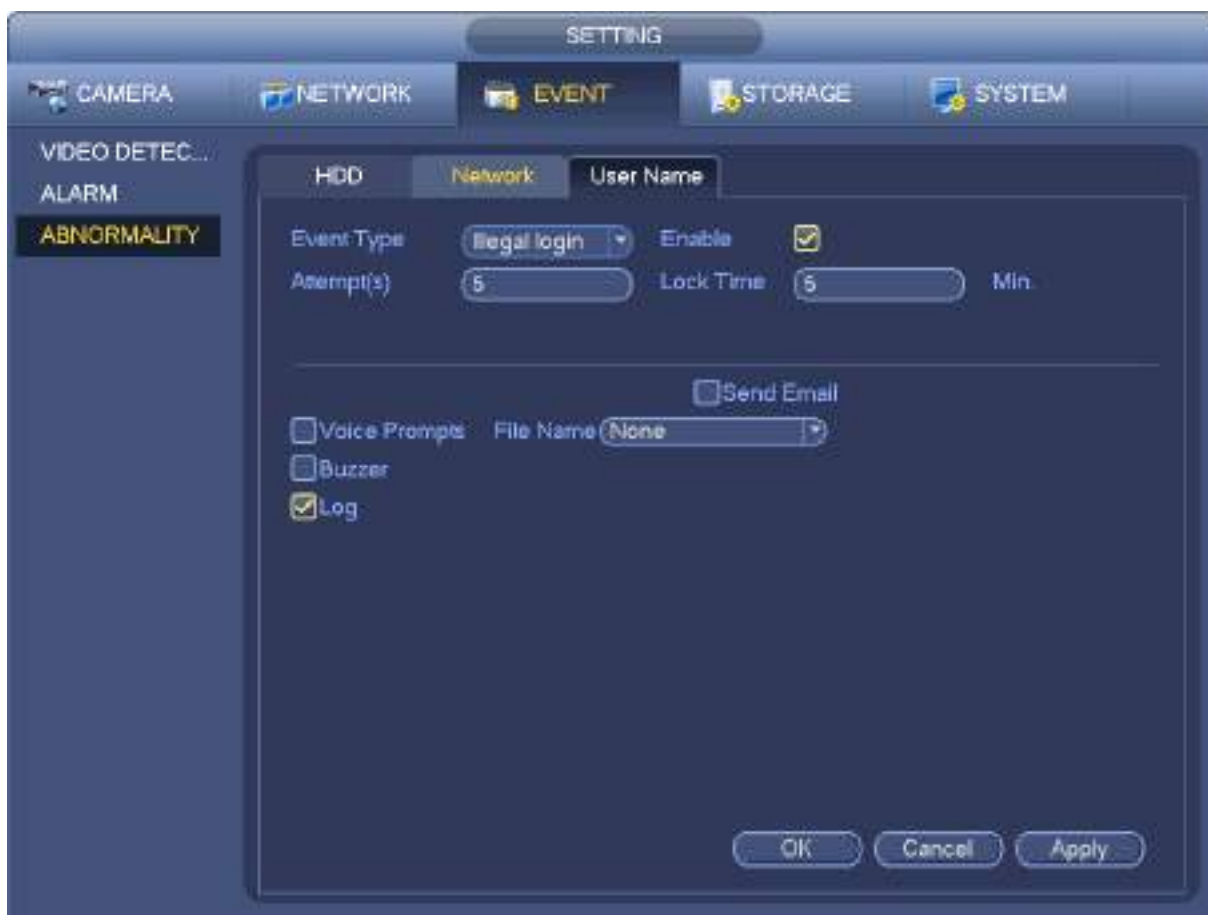 SETTING
CAMERA NETWORK EVENT STORAGE SYSTEM
VIDEO DETEC...
ALARM
ABNORMALITY
HDD Network User Name
Event Type Illegal login Enable
Attempt(s) 5 Lock Time 5 Min.
Send Email
Voice Prompts File Name None
Buzzer
Log
OK Cancel Apply